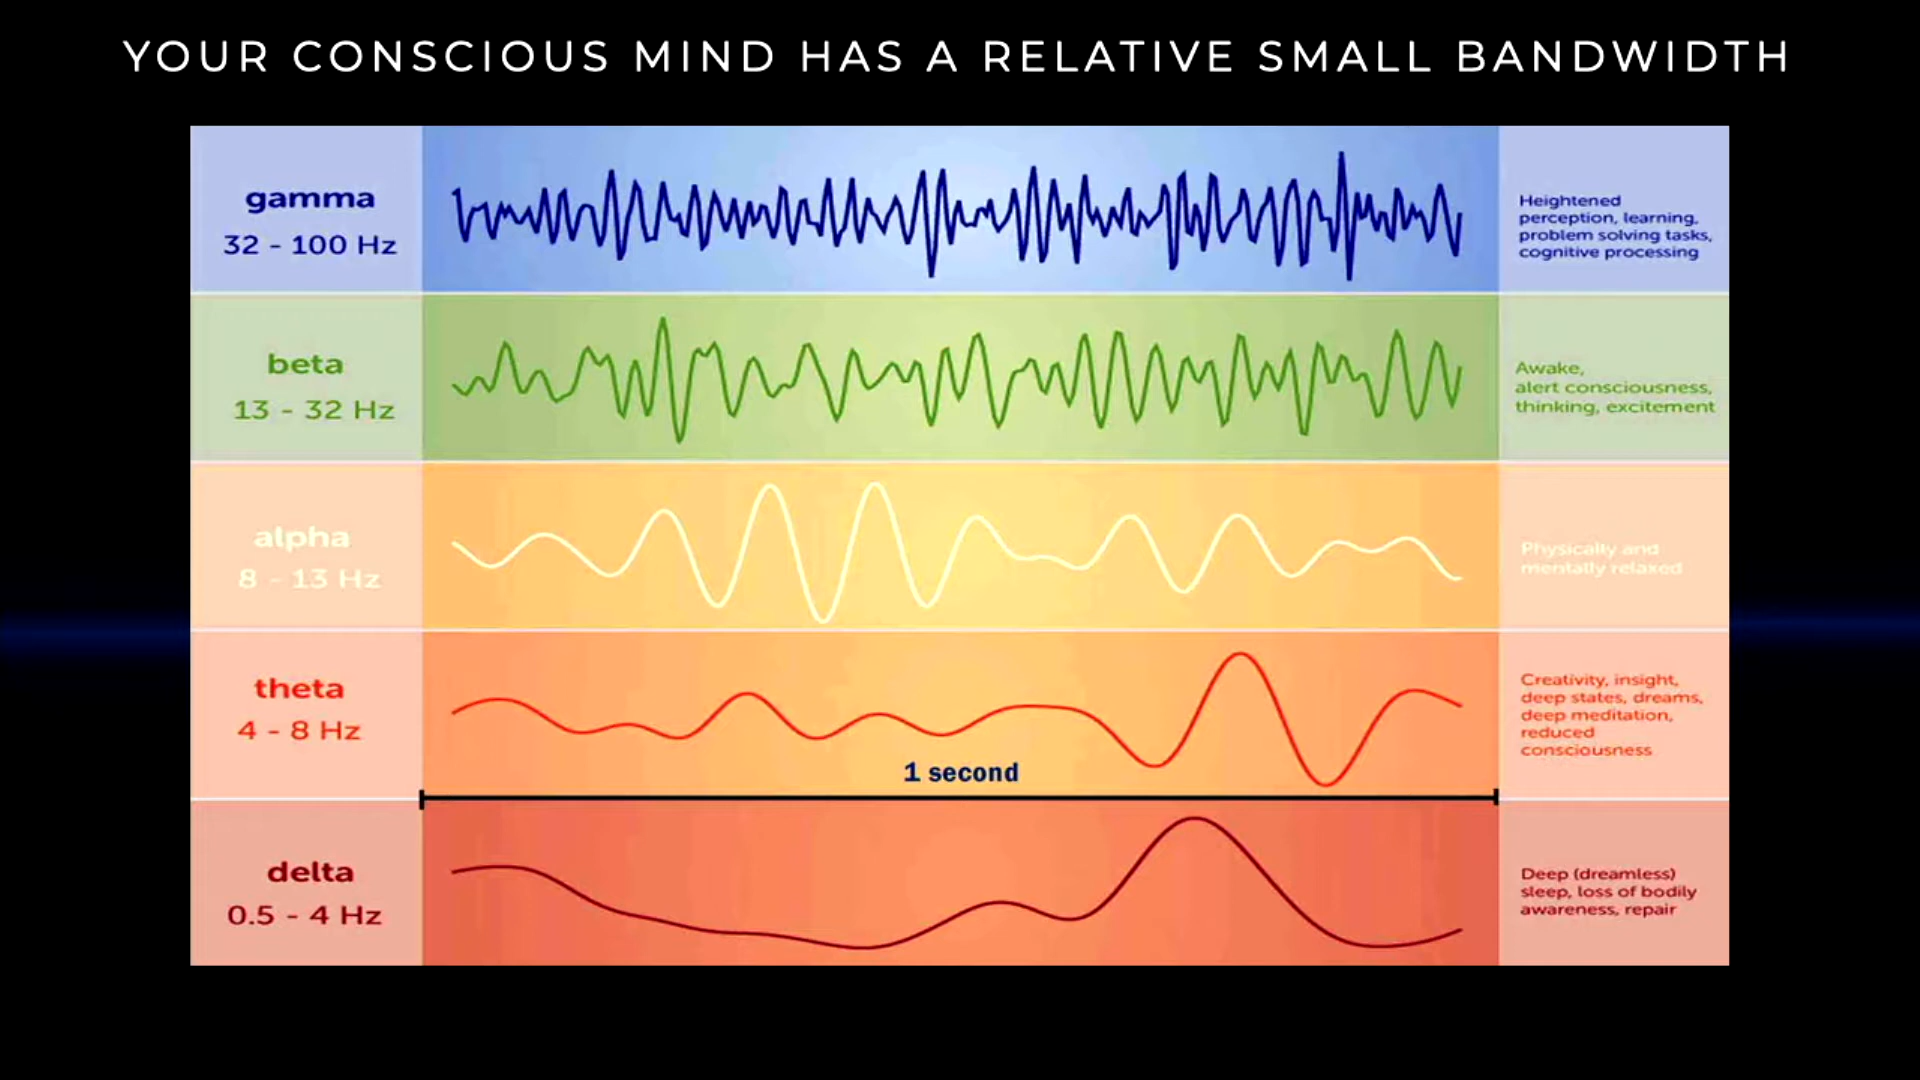 YOUR CONSCIOUS MIND HAS A RELATIVE SMALL BANDWIDTH
gamma
32 - 100 Hz
Heightened
perception, learning,
problem solving tasks,
cognitive processing
beta
13 - 32 Hz
Awake,
alert consciousness,
thinking, excitement
alpha
8 - 13 Hz
Physically and
mentally relaxed
theta
4 - 8 Hz
Creativity, insight,
deep states, dreams,
deep meditation,
reduced
consciousness
1 second
delta
0.5 - 4 Hz
Deep (dreamless)
sleep, loss of bodily
awareness, repair